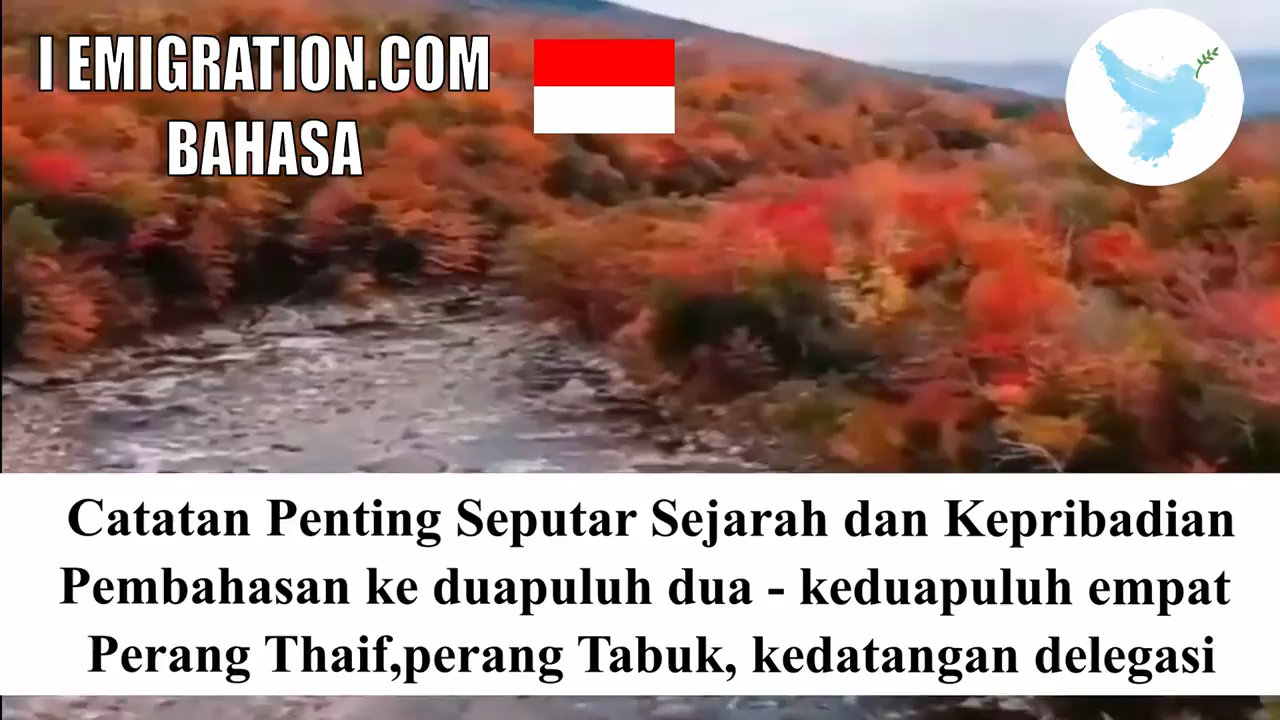 I EMIGRATION.COM
BAHASA
Catatan Penting Seputar Sejarah dan Kepribadian
Pembahasan ke duapuluh dua - keduapuluh empat
Perang Thaif,perang Tabuk, kedatangan delegasi